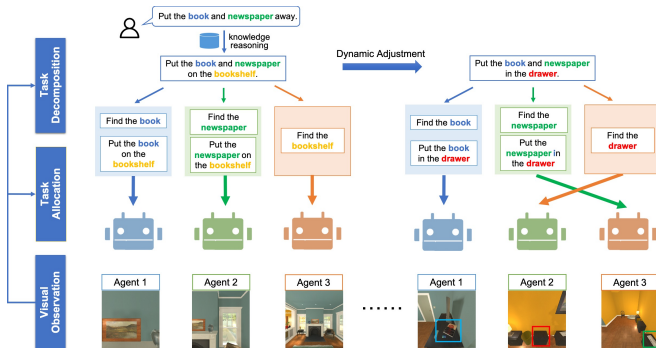 Put the book and newspaper away.
knowledge
reasoning
Put the book and newspaper
on the bookshelf.
Dynamic Adjustment
Put the book and newspaper
in the drawer.
Task
Decomposition
Find the book
Put the book
on the
bookshelf
Find the
newspaper
Put the
newspaper on
the bookshelf
Find the
bookshelf
Find the book
Put the book
in the drawer
Find the
newspaper
Put the
newspaper in
the drawer
Find the
drawer
Task
Allocation
Visual
Observation
Agent 1
Agent 2
Agent 3
......
Agent 1
Agent 2
Agent 3